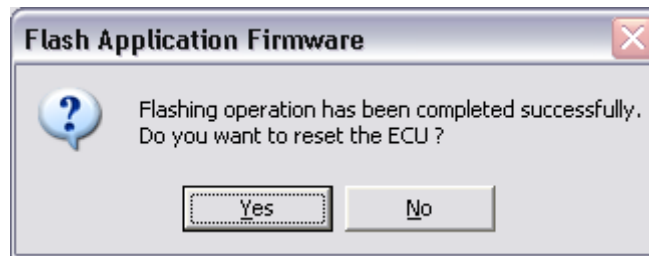 Flash Application Firmware
Flashing operation has been completed successfully.
Do you want to reset the ECU ?
Yes
No